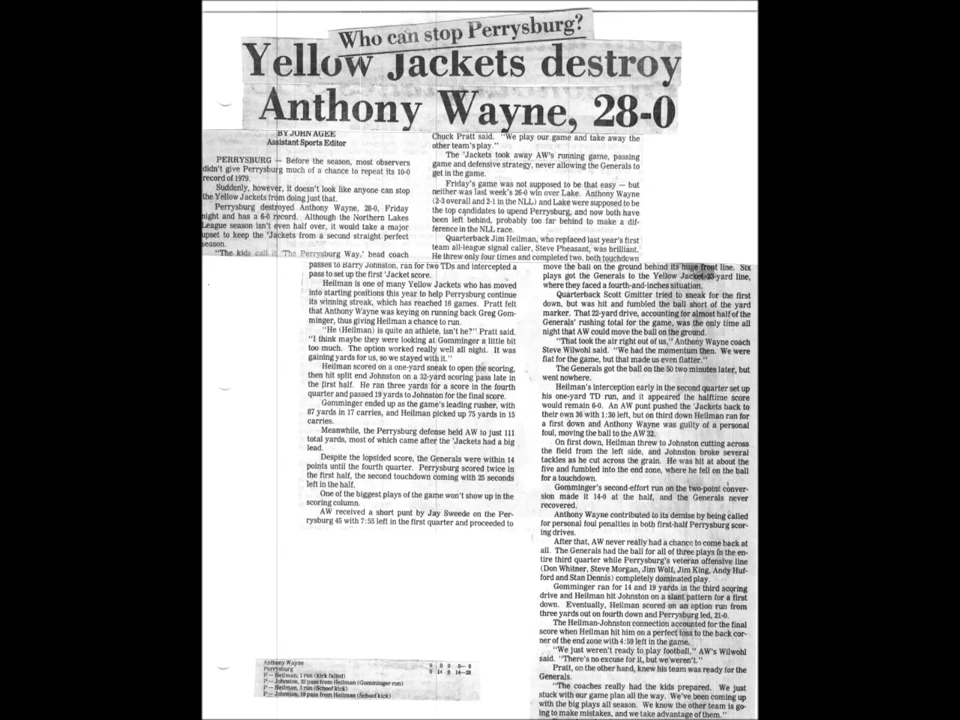 Who can stop Perrysburg?
Yellow Jackets destroy
Anthony Wayne, 28-0
BY JOHN AGEE
Assistant Sports Editor
PERRYSBURG — Before the season, most observers
didn't give Perrysburg much of a chance to repeat its 10-0
record of 1979.
Suddenly, however, it doesn't look like anyone can stop
the Yellow Jackets from doing just that.
Perrysburg destroyed Anthony Wayne, 28-0, Friday
night and has a 6-0 record. Although the Northern Lakes
League season isn't even half over, it would take a major
upset to keep the 'Jackets from a second straight perfect
season.
"The kids call it 'The Perrysburg Way,' head coach
Chuck Pratt said. "We play our game and take away the
other team's play."
The 'Jackets took away AW's running game, passing
game and defensive strategy, never allowing the Generals to
get in the game.
Friday's game was not supposed to be that easy — but
neither was last week's 26-0 win over Lake. Anthony Wayne
(2-3 overall and 2-1 in the NLL) and Lake were supposed to be
the top candidates to upend Perrysburg, and now both have
been left behind, probably too far behind to make a dif-
ference in the NLL race.
Quarterback Jim Heilman, who replaced last year's first
team all-league signal caller, Steve Pheasant, was brilliant.
He threw only four times and completed two, both touchdown
passes to Barry Johnston, ran for two TDs and intercepted a
pass to set up the first 'Jacket score.
Heilman is one of many Yellow Jackets who has moved
into starting positions this year to help Perrysburg continue
its winning streak, which has reached 16 games. Pratt felt
that Anthony Wayne was keying on running back Greg Gom-
minger, thus giving Heilman a chance to run.
"He (Heilman) is quite an athlete, isn't he?" Pratt said.
"I think maybe they were looking at Gomminger a little bit
too much. The option worked really well all night. It was
gaining yards for us, so we stayed with it."
Heilman scored on a one-yard sneak to open the scoring,
then hit split end Johnston on a 32-yard scoring pass late in
the first half. He ran three yards for a score in the fourth
quarter and passed 19 yards to Johnston for the final score.
Gomminger ended up as the game's leading rusher, with
87 yards in 17 carries, and Heilman picked up 75 yards in 15
carries.
Meanwhile, the Perrysburg defense held AW to just 111
total yards, most of which came after the 'Jackets had a big
lead.
Despite the lopsided score, the Generals were within 14
points until the fourth quarter. Perrysburg scored twice in
the first half, the second touchdown coming with 25 seconds
left in the half.
One of the biggest plays of the game won't show up in the
scoring column.
AW received a short punt by Jay Sweede on the Per-
rysburg 45 with 7:55 left in the first quarter and proceeded to
move the ball on the ground behind its huge front line. Six
plays got the Generals to the Yellow Jacket 23-yard line,
where they faced a fourth-and-inches situation.
Quarterback Scott Gmitter tried to sneak for the first
down, but was hit and fumbled the ball short of the yard
marker. That 22-yard drive, accounting for almost half of the
Generals' rushing total for the game, was the only time all
night that AW could move the ball on the ground.
"That took the air right out of us," Anthony Wayne coach
Steve Wilwohl said. "We had the momentum then. We were
flat for the game, but that made us even flatter."
The Generals got the ball on the 50 two minutes later, but
went nowhere.
Heilman's interception early in the second quarter set up
his one-yard TD run, and it appeared the halftime score
would remain 6-0. An AW punt pushed the 'Jackets back to
their own 36 with 1:30 left, but on third down Heilman ran for
a first down and Anthony Wayne was guilty of a personal
foul, moving the ball to the AW 32.
On first down, Heilman threw to Johnston cutting across
the field from the left side, and Johnston broke several
tackles as he cut across the grain. He was hit at about the
five and fumbled into the end zone, where he fell on the ball
for a touchdown.
Gomminger's second-effort run on the two-point conver-
sion made it 14-0 at the half, and the Generals never
recovered.
Anthony Wayne contributed to its demise by being called
for personal foul penalties in both first-half Perrysburg scor-
ing drives.
After that, AW never really had a chance to come back at
all. The Generals had the ball for all of three plays in the en-
tire third quarter while Perrysburg's veteran offensive line
(Don Whitner, Steve Morgan, Jim Wolf, Jim King, Andy Huf-
ford and Stan Dennis) completely dominated play.
Gomminger ran for 14 and 19 yards in the third scoring
drive and Heilman hit Johnston on a slant pattern for a first
down. Eventually, Heilman scored on an option run from
three yards out on fourth down and Perrysburg led, 21-0.
The Heilman-Johnston connection accounted for the final
score when Heilman hit him on a perfect toss to the back cor-
ner of the end zone with 4:59 left in the game.
"We just weren't ready to play football," AW's Wilwohl
said. "There's no excuse for it, but we weren't."
Pratt, on the other hand, knew his team was ready for the
Generals.
"The coaches really had the kids prepared. We just
stuck with our game plan all the way. We've been coming up
with the big plays all season. We know the other team is go-
ing to make mistakes, and we take advantage of them."
Anthony Wayne 0 0 0 0— 0
Perrysburg 0 14 0 14—28
P — Heilman, 1 run (kick failed)
P — Johnston, 32 pass from Heilman (Gomminger run)
P — Heilman, 3 run (Schoof kick)
P — Johnston, 19 pass from Heilman (Schoof kick)